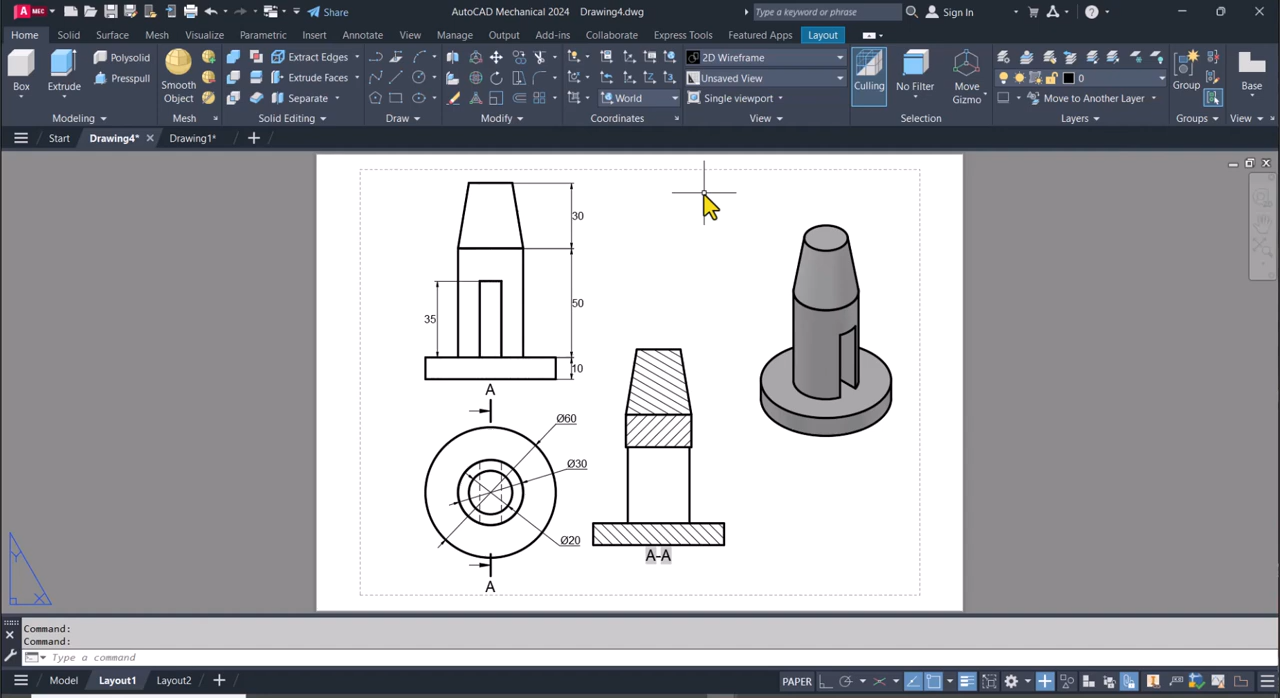 A MEC Share AutoCAD Mechanical 2024 Drawing4.dwg Type a keyword or phrase Sign In
Home Solid Surface Mesh Visualize Parametric Insert Annotate View Manage Output Add-ins Collaborate Express Tools Featured Apps Layout
Polysolid Extract Edges 2D Wireframe
Presspull Extrude Faces Unsaved View 0
Box Extrude Smooth Object Separate World Single viewport Culling No Filter Move Gizmo Move to Another Layer Group Base
Modeling Mesh Solid Editing Draw Modify Coordinates View Selection Layers Groups View
Start Drawing4* Drawing1*
30
50
35
10
A
Ø60
Ø30
Ø20
A-A
A
Y
X
Command:
Command:
Type a command
Model Layout1 Layout2 PAPER